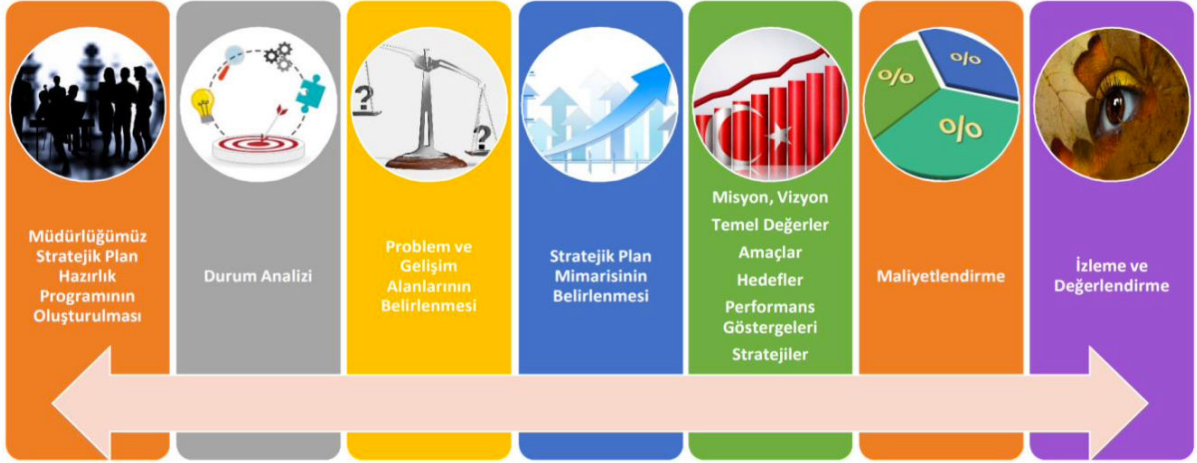 Müdürlüğümüz
Stratejik Plan
Hazırlık
Programının
Oluşturulması
Durum Analizi
?
?
Problem ve
Gelişim
Alanlarının
Belirlenmesi
Stratejik Plan
Mimarisinin
Belirlenmesi
Misyon, Vizyon
Temel Değerler
Amaçlar
Hedefler
Performans
Göstergeleri
Stratejiler
%
%
%
Maliyetlendirme
İzleme ve
Değerlendirme